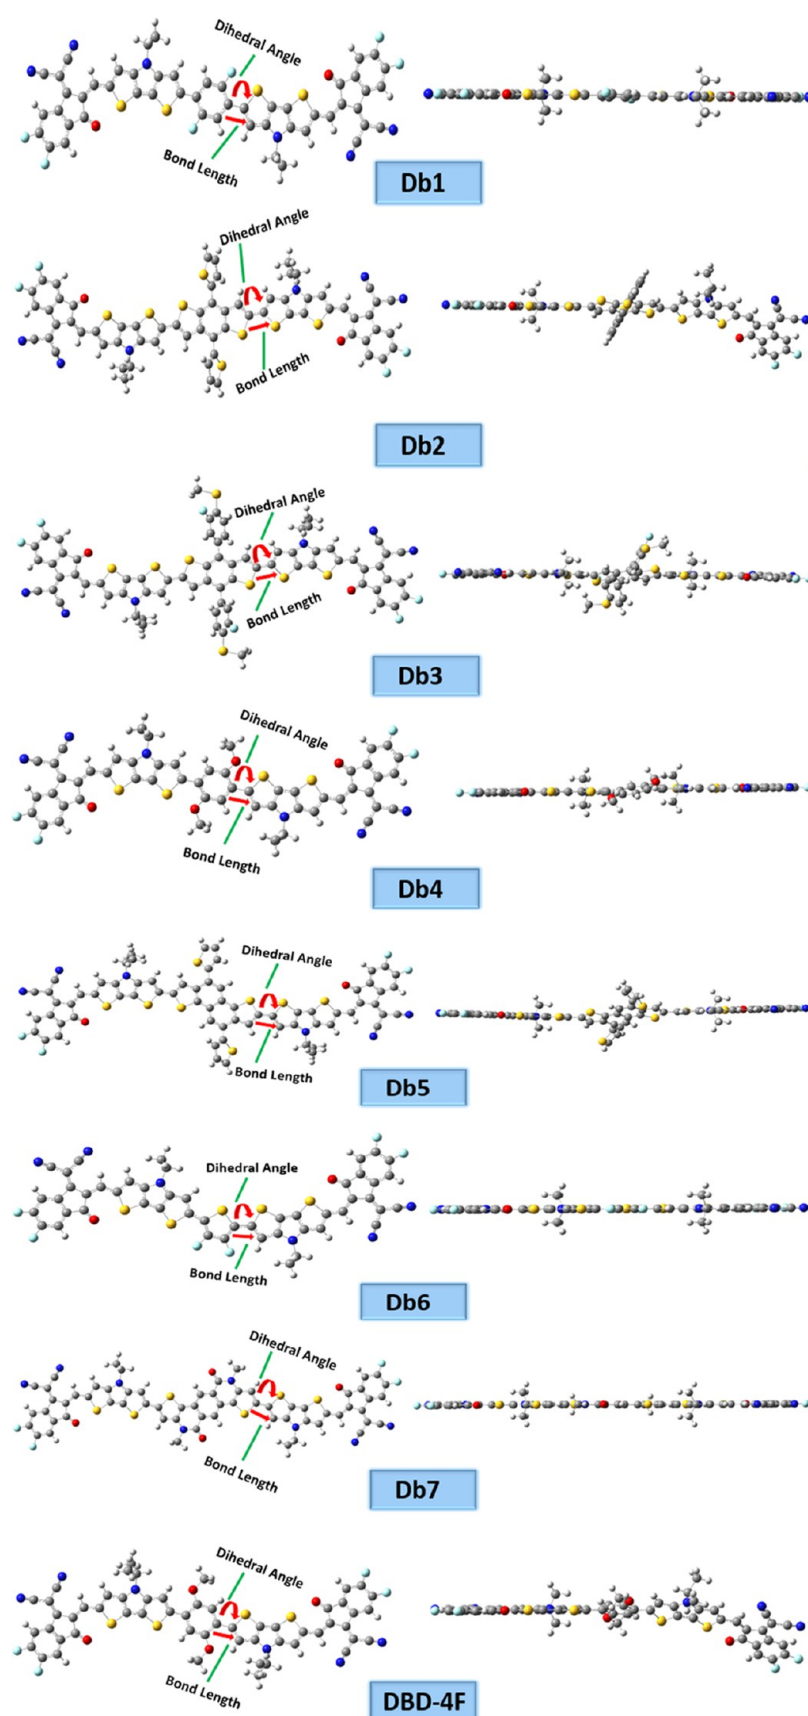 Dihedral Angle
Bond Length
Db1
Dihedral Angle
Bond Length
Db2
Dihedral Angle
Bond Length
Db3
Dihedral Angle
Bond Length
Db4
Dihedral Angle
Bond Length
Db5
Dihedral Angle
Bond Length
Db6
Dihedral Angle
Bond Length
Db7
Dihedral Angle
Bond Length
DBD-4F